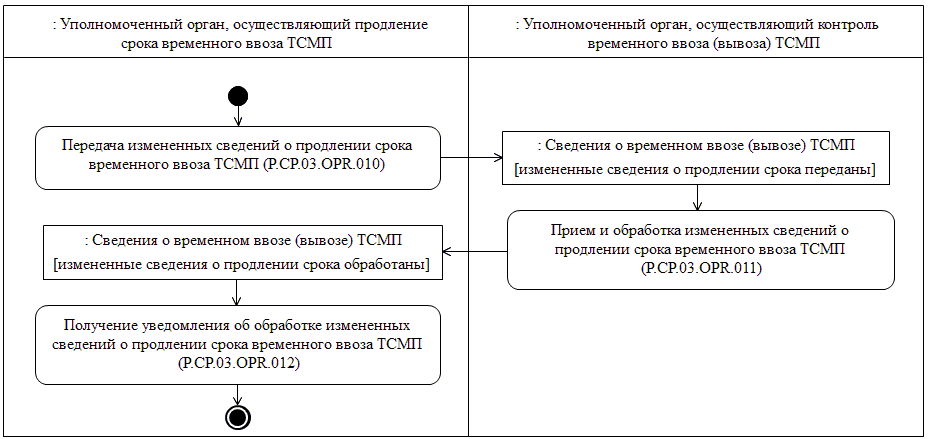 : Уполномоченный орган, осуществляющий продление
срока временного ввоза ТСМП
: Уполномоченный орган, осуществляющий контроль
временного ввоза (вывоза) ТСМП
Передача измененных сведений о продлении срока
временного ввоза ТСМП (P.CP.03.OPR.010)
: Сведения о временном ввозе (вывозе) ТСМП
[измененные сведения о продлении срока переданы]
Прием и обработка измененных сведений о
продлении срока временного ввоза ТСМП
(P.CP.03.OPR.011)
: Сведения о временном ввозе (вывозе) ТСМП
[измененные сведения о продлении срока обработаны]
Получение уведомления об обработке измененных
сведений о продлении срока временного ввоза ТСМП
(P.CP.03.OPR.012)